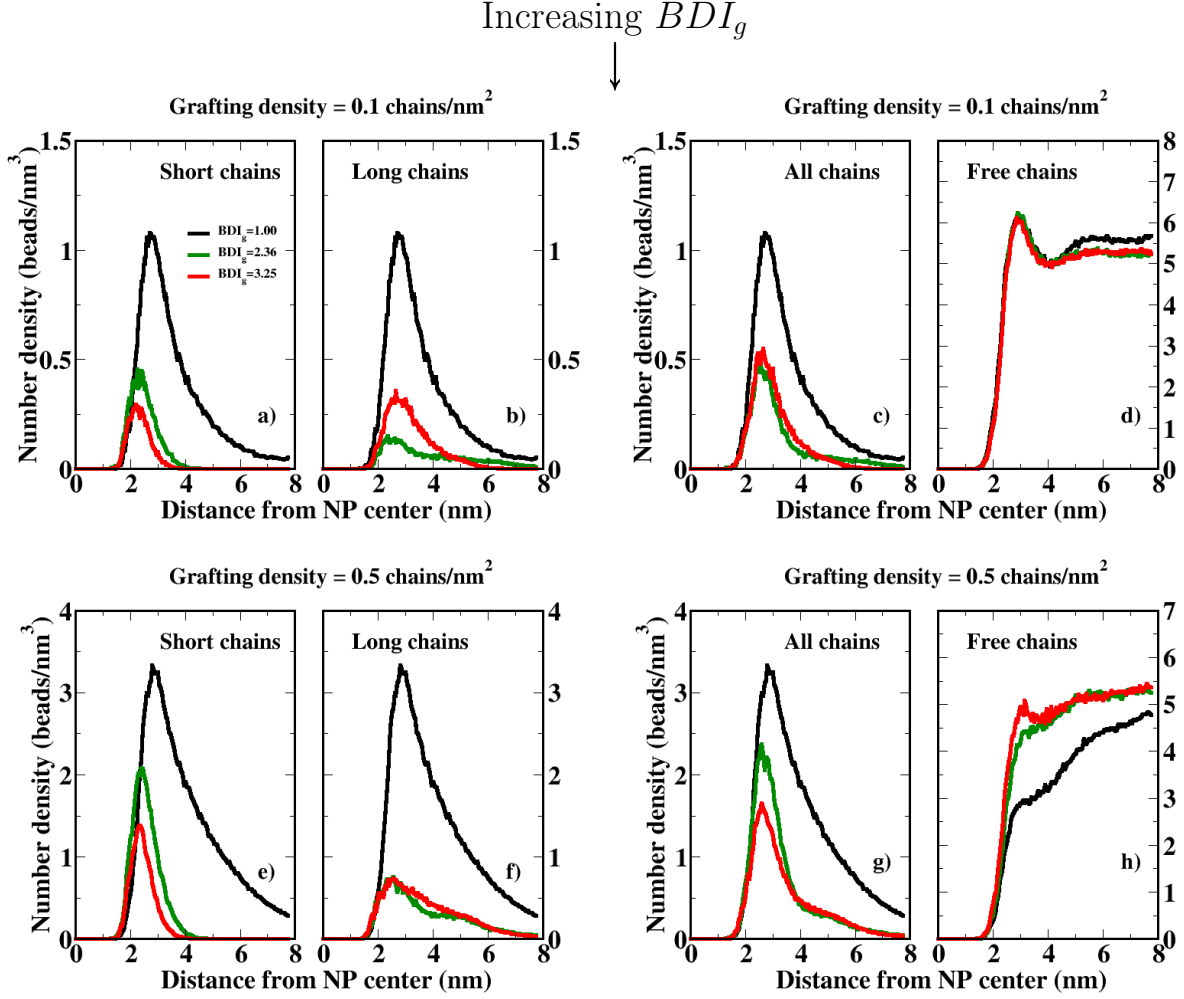 Increasing BDI_g
Grafting density = 0.1 chains/nm²
Grafting density = 0.1 chains/nm²
Number density (beads/nm³)
1.5
1
0.5
0
Short chains
BDI_g=1.00
BDI_g=2.36
BDI_g=3.25
a)
0 2 4 6 8
Long chains
b)
1.5
1
0.5
0
2 4 6 8
Distance from NP center (nm)
Number density (beads/nm³)
1.5
1
0.5
0
All chains
c)
0 2 4 6 8
Free chains
d)
8
7
6
5
4
3
2
1
0
2 4 6 8
Distance from NP center (nm)
Grafting density = 0.5 chains/nm²
Grafting density = 0.5 chains/nm²
Number density (beads/nm³)
4
3
2
1
0
Short chains
e)
0 2 4 6 8
Long chains
f)
4
3
2
1
0
2 4 6 8
Distance from NP center (nm)
Number density (beads/nm³)
4
3
2
1
0
All chains
g)
0 2 4 6 8
Free chains
h)
7
6
5
4
3
2
1
0
2 4 6 8
Distance from NP center (nm)